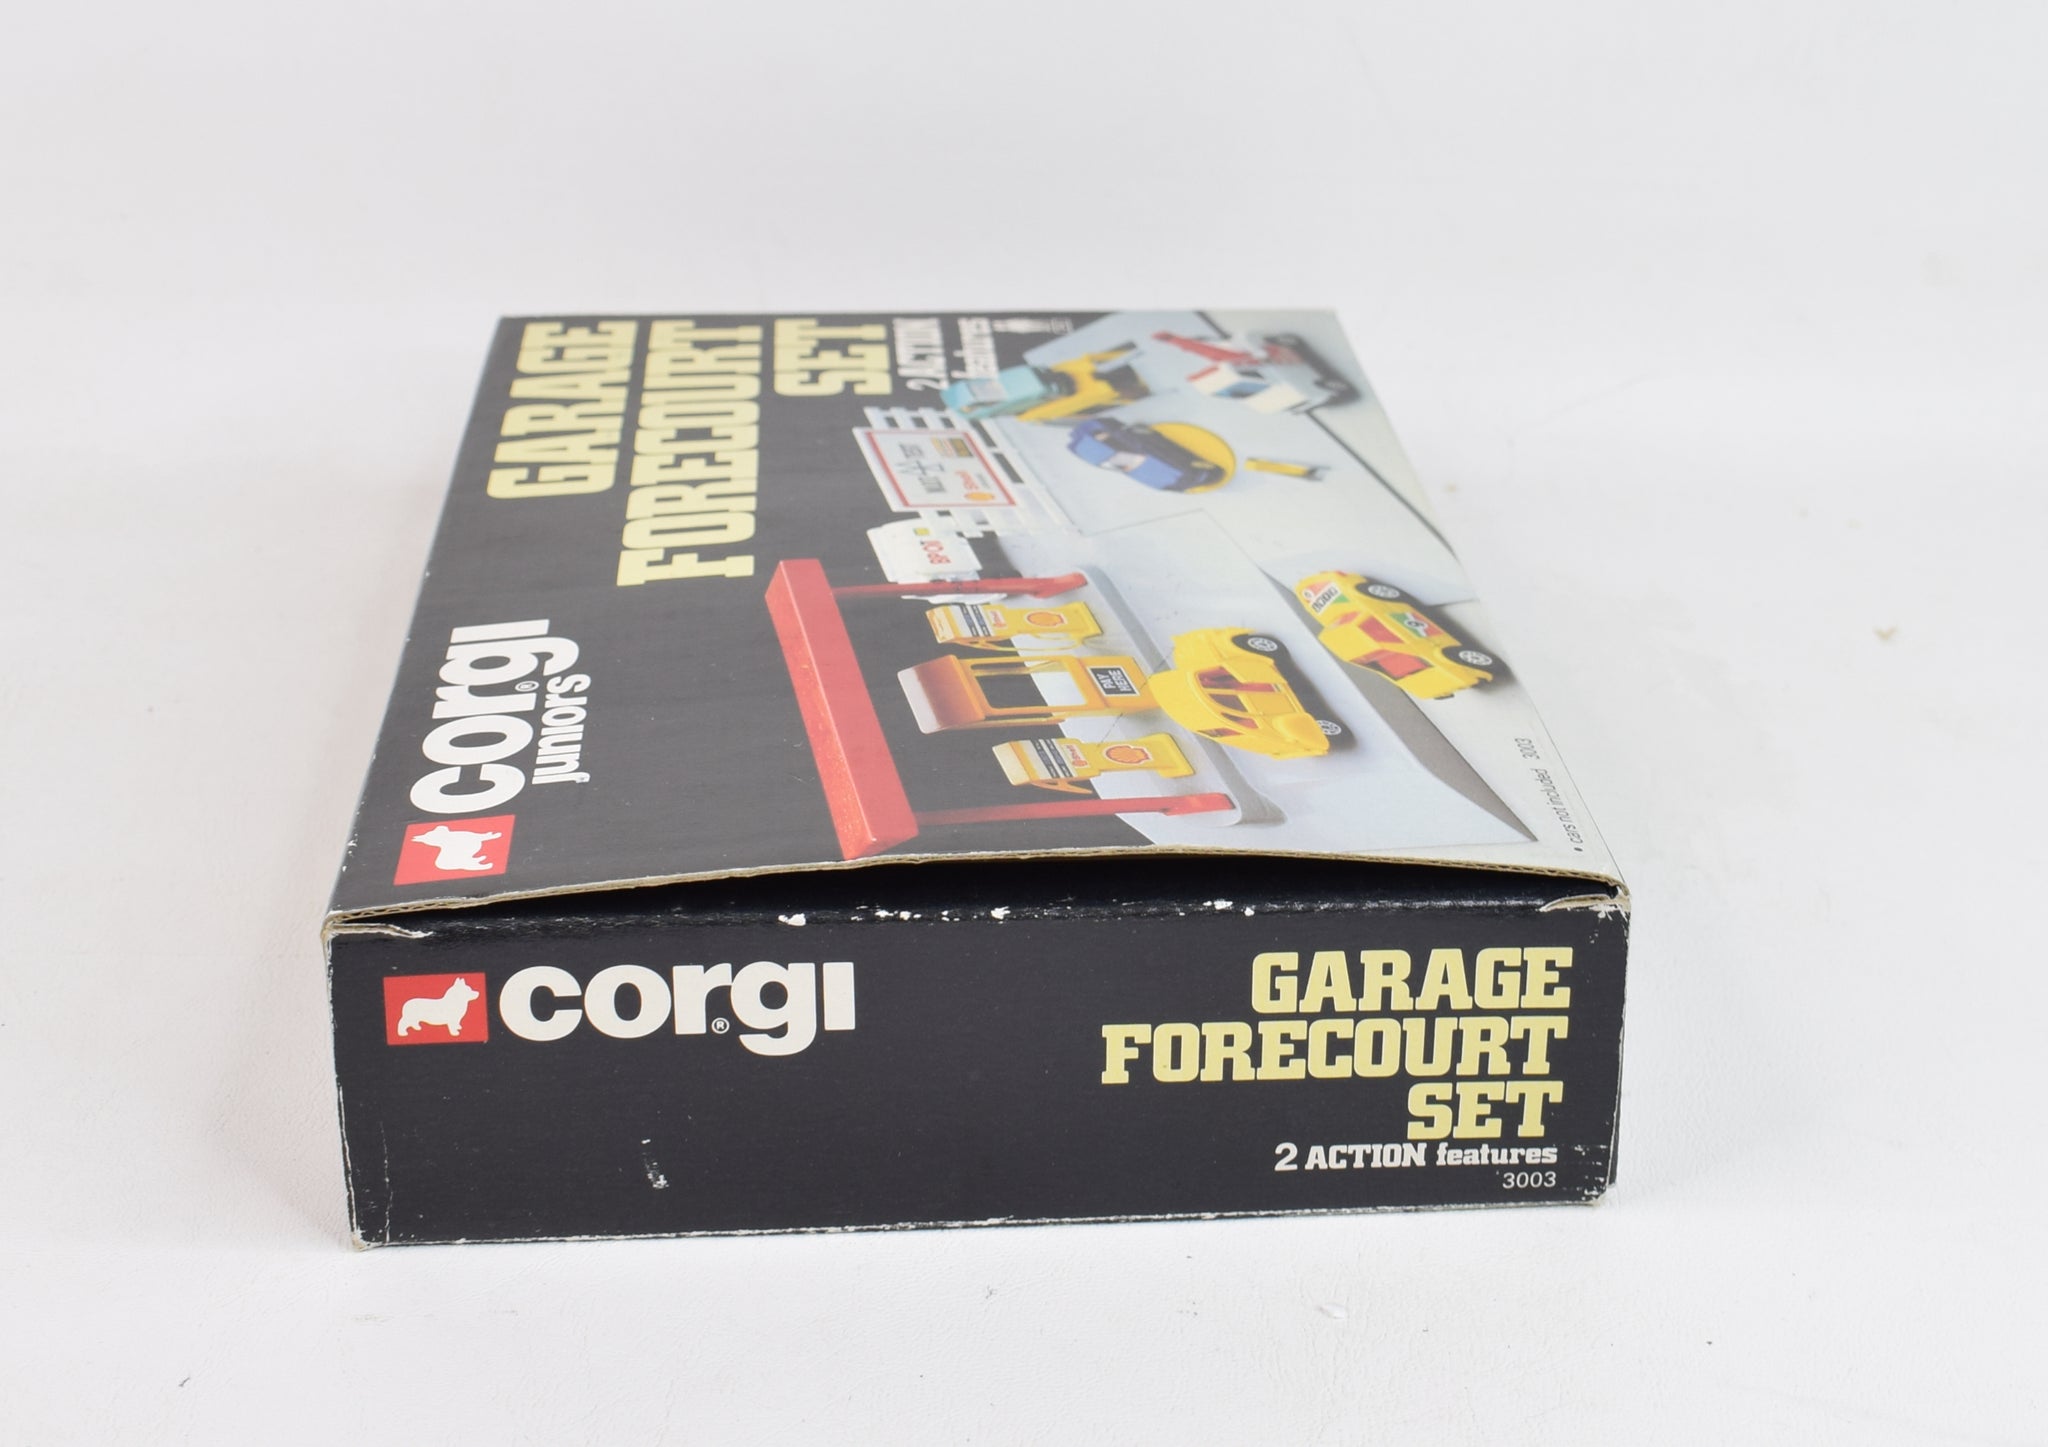 GARAGE
FORECOURT
SET
2 ACTION
features
corgi®
juniors
PAY
HERE
Shell
• cars not included 3003
corgi®
GARAGE
FORECOURT
SET
2 ACTION features
3003